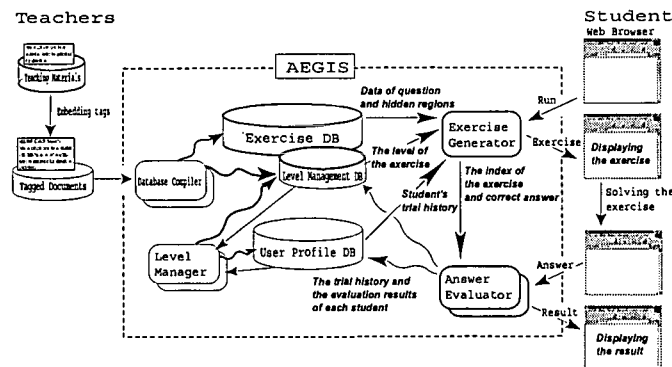 Teachers
Student
Web Browser
Teaching Materials
Embedding tags
Tagged Documents
AEGIS
Data of question
and hidden regions
Exercise DB
The level of
the exercise
Level Management DB
Database Compiler
Student's
trial history
Level
Manager
User Profile DB
The trial history and
the evaluation results
of each student
Exercise
Generator
The index of
the exercise
and correct answer
Answer
Evaluator
Run
Exercise
Displaying
the exercise
Solving the
exercise
Answer
Result
Displaying
the result